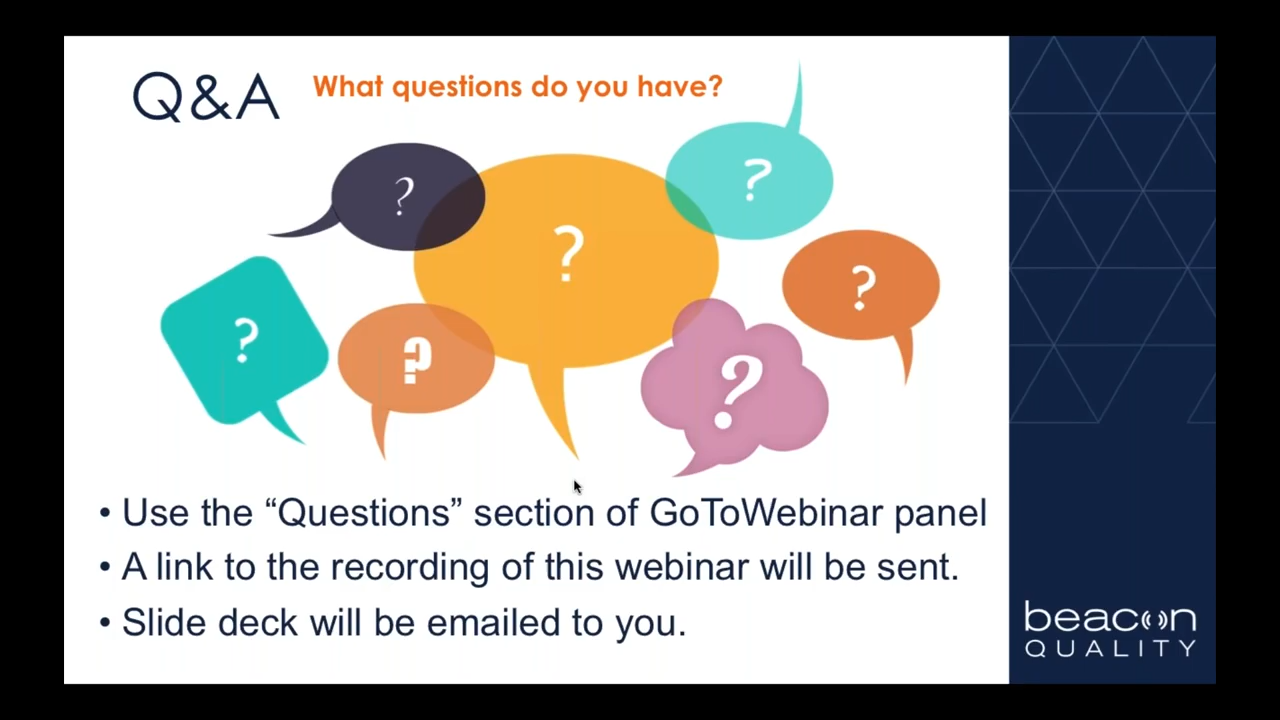 Q&A
What questions do you have?
?
?
?
?
?
?
?
• Use the “Questions” section of GoToWebinar panel
• A link to the recording of this webinar will be sent.
• Slide deck will be emailed to you.
beacon
QUALITY